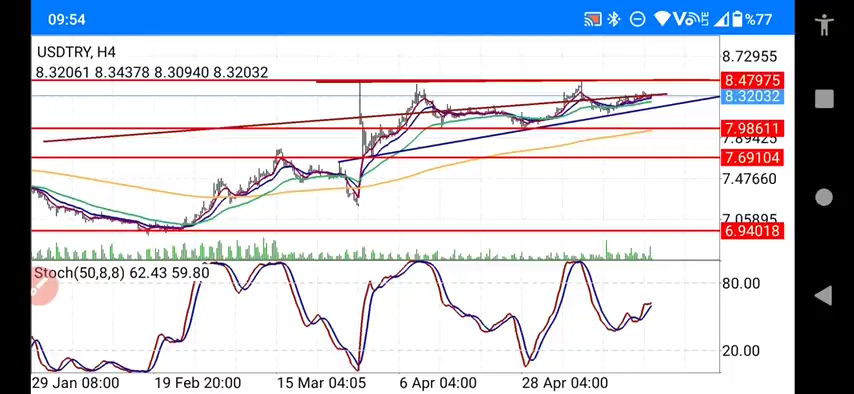 09:54
LTE
%77
USDTRY, H4
8.32061 8.34378 8.30940 8.32032
8.72955
8.47975
8.32032
7.98611
7.89425
7.69104
7.47660
7.05895
6.94018
Stoch(50,8,8) 62.43 59.80
80.00
20.00
29 Jan 08:00 19 Feb 20:00 15 Mar 04:05 6 Apr 04:00 28 Apr 04:00